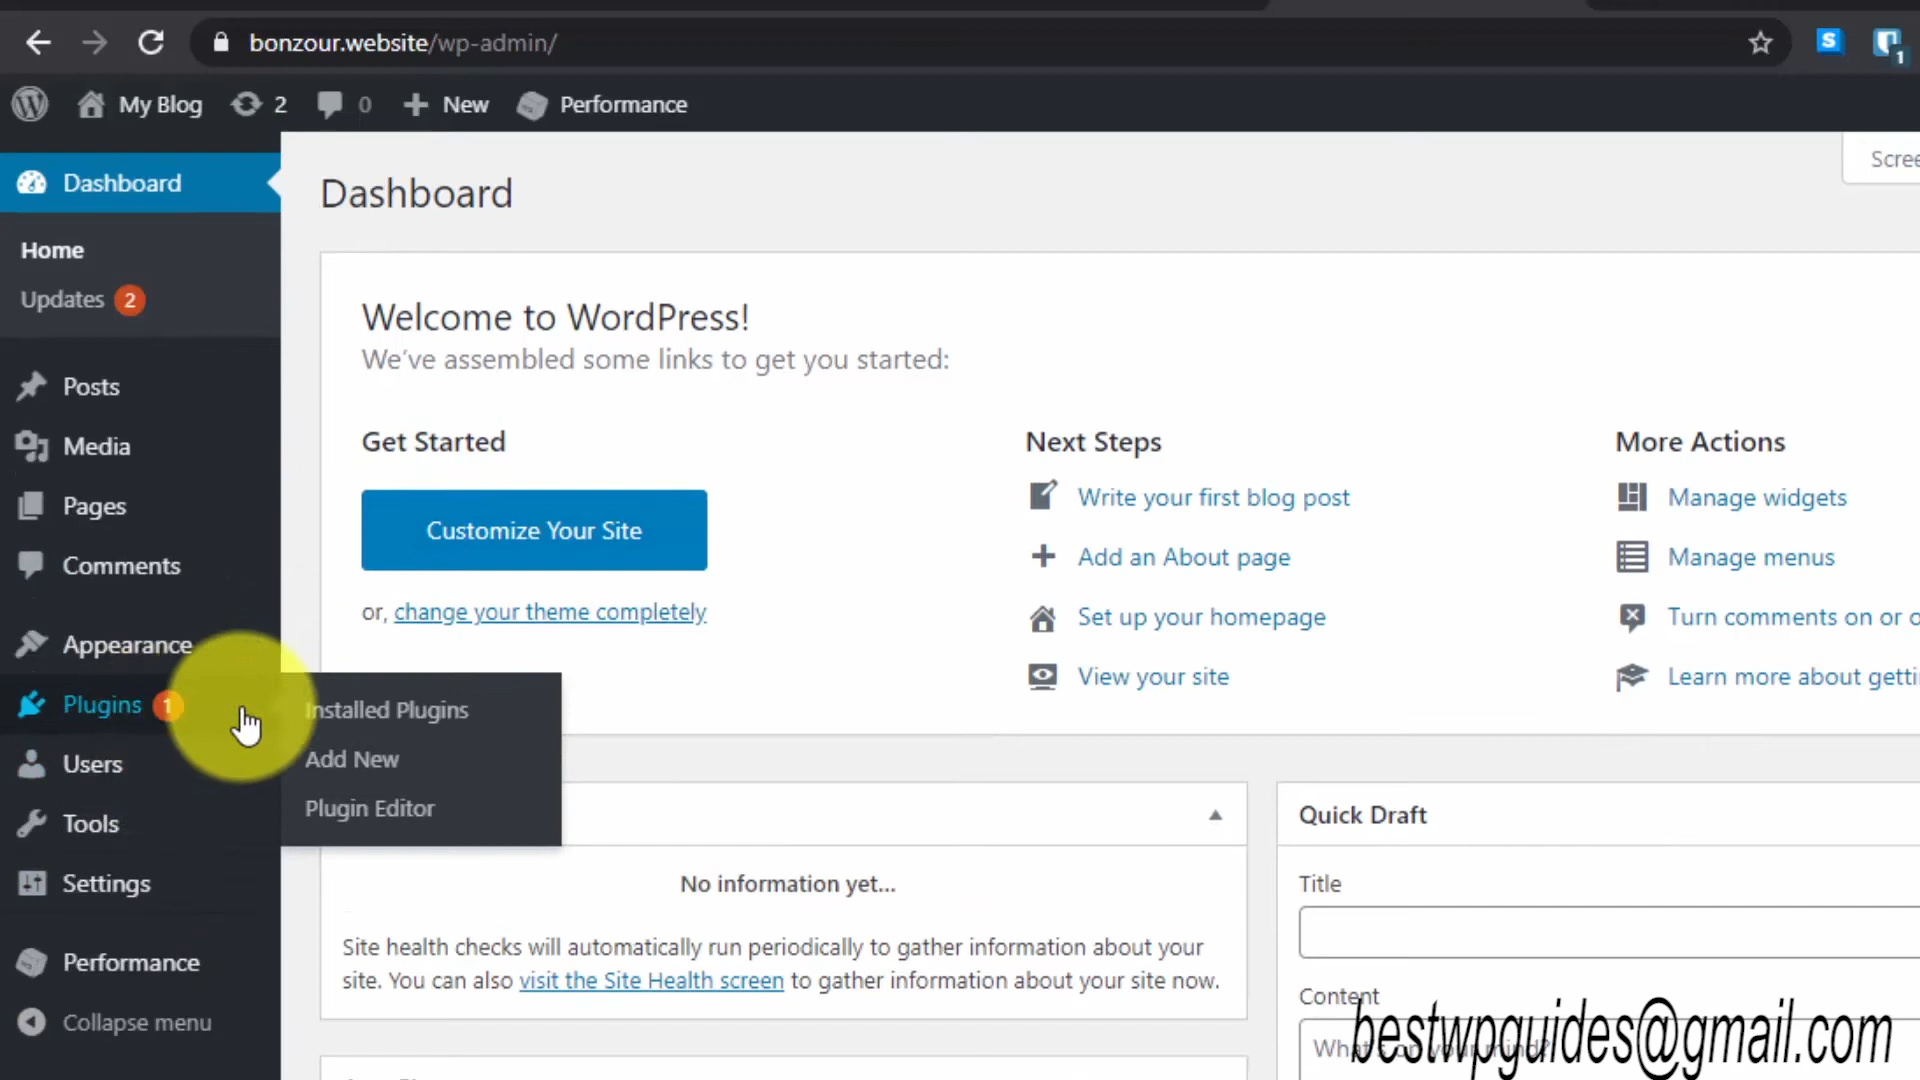 bonzour.website/wp-admin/
S
1
My Blog 2 0 New Performance
Dashboard
Home
Updates 2
Posts
Media
Pages
Comments
Appearance
Plugins 1
Users
Tools
Settings
Performance
Collapse menu
Installed Plugins
Add New
Plugin Editor
Scree
Dashboard
Welcome to WordPress!
We've assembled some links to get you started:
Get Started
Customize Your Site
or, change your theme completely
Next Steps
Write your first blog post
Add an About page
Set up your homepage
View your site
More Actions
Manage widgets
Manage menus
Turn comments on or o
Learn more about getti
No information yet...
Site health checks will automatically run periodically to gather information about your
site. You can also visit the Site Health screen to gather information about your site now.
Quick Draft
Title
Content
What's on your mind?
bestwpguides@gmail.com